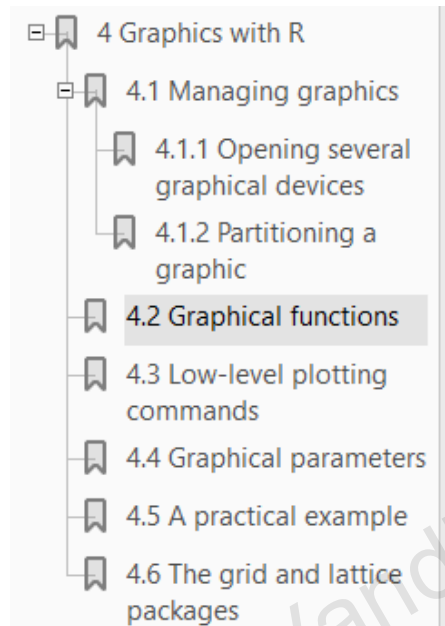 4 Graphics with R
4.1 Managing graphics
4.1.1 Opening several
graphical devices
4.1.2 Partitioning a
graphic
4.2 Graphical functions
4.3 Low-level plotting
commands
4.4 Graphical parameters
4.5 A practical example
4.6 The grid and lattice
packages